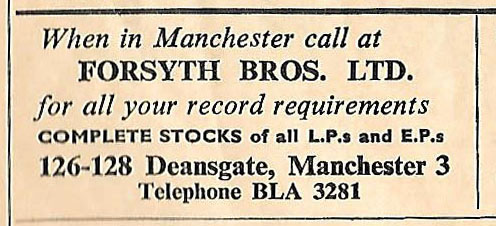 When in Manchester call at
FORSYTH BROS. LTD.
for all your record requirements
COMPLETE STOCKS of all L.P.s and E.P.s
126-128 Deansgate, Manchester 3
Telephone BLA 3281